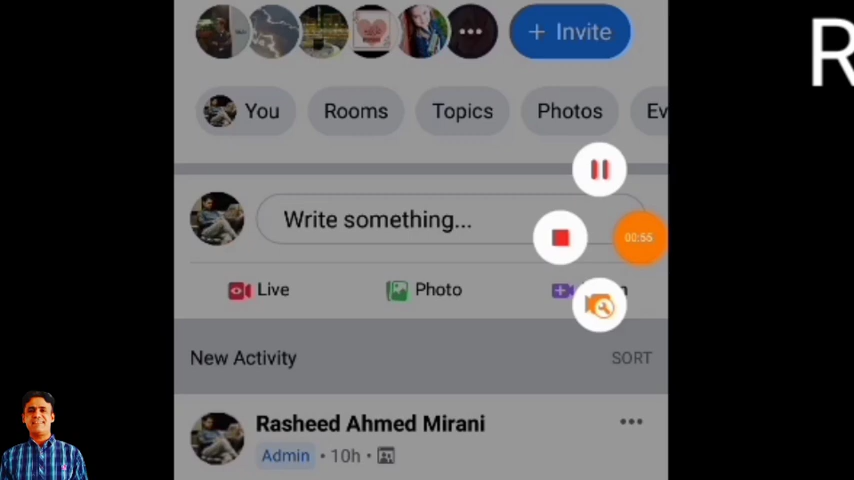 + Invite
R
You
Rooms
Topics
Photos
Ev
Write something...
00:55
Live
Photo
New Activity
SORT
Rasheed Ahmed Mirani
Admin • 10h •